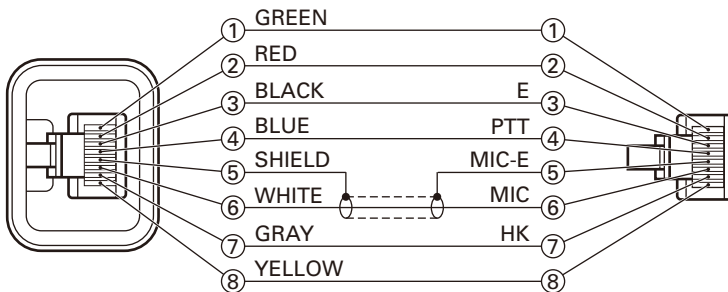 ① GREEN ①
② RED ②
③ BLACK E ③
④ BLUE PTT ④
⑤ SHIELD MIC-E ⑤
⑥ WHITE MIC ⑥
⑦ GRAY HK ⑦
⑧ YELLOW ⑧